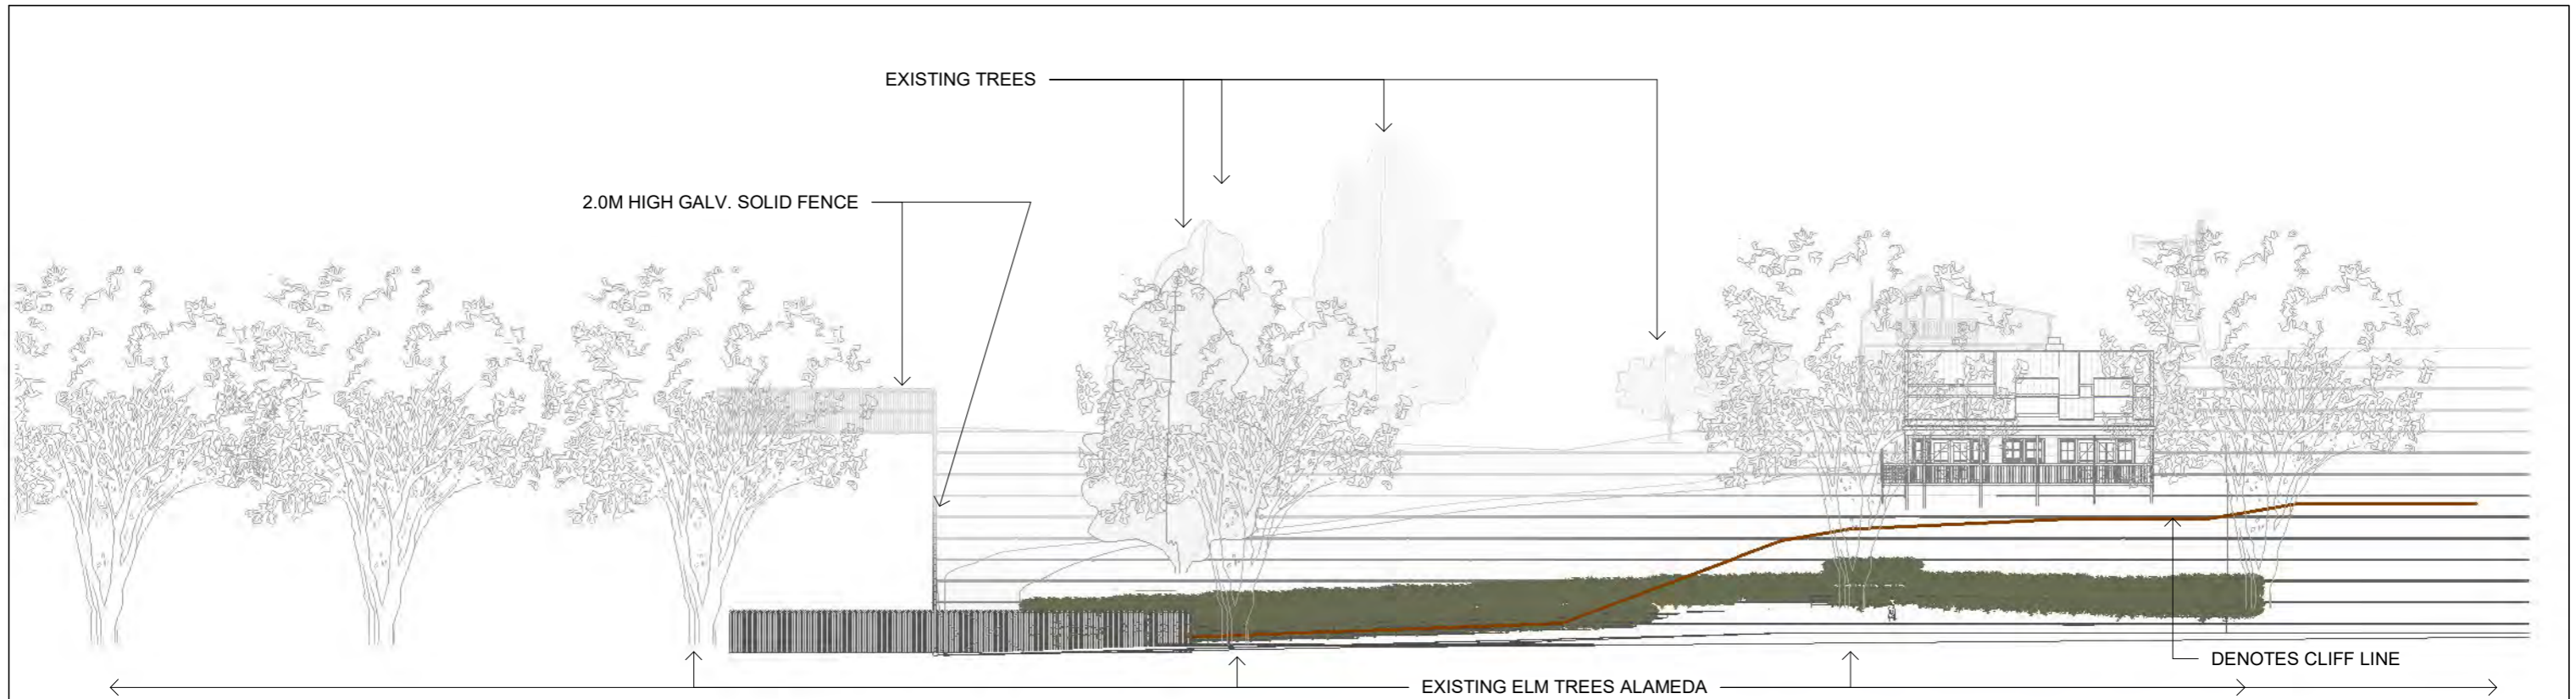 EXISTING TREES
2.0M HIGH GALV. SOLID FENCE
DENOTES CLIFF LINE
EXISTING ELM TREES ALAMEDA